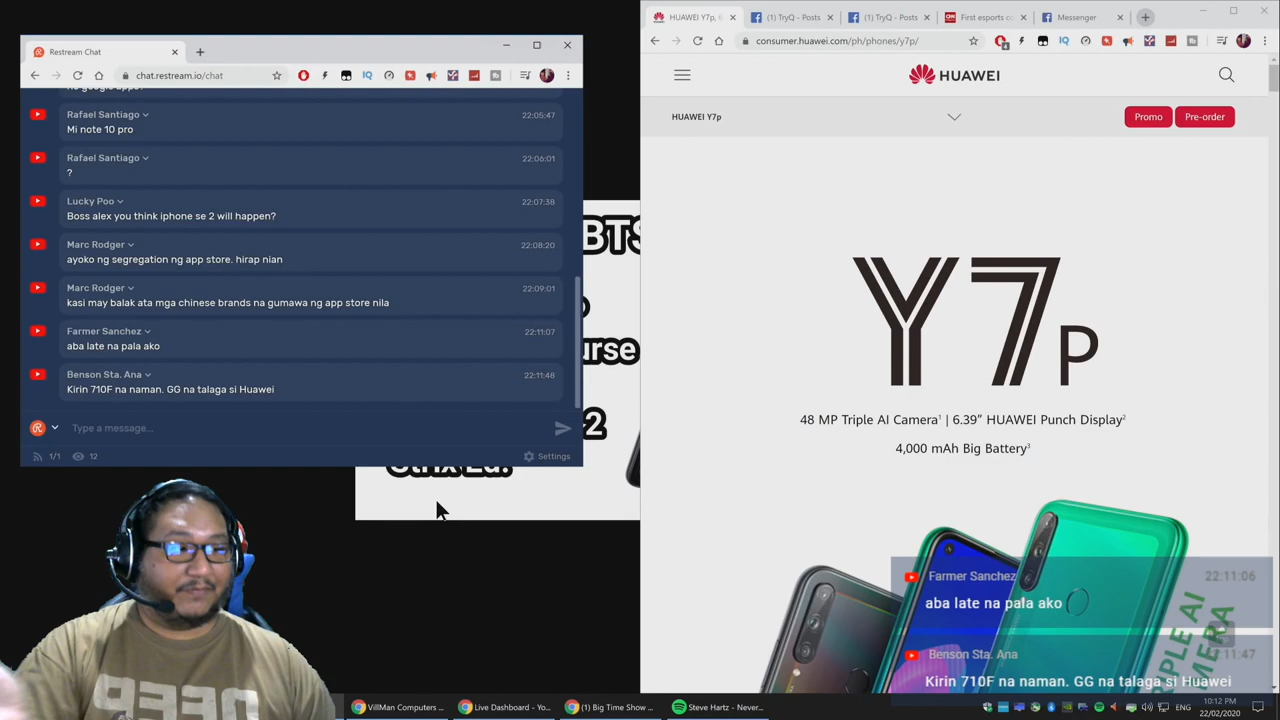 Restream Chat
chat.restream.io/chat
Rafael Santiago
22:05:47
Mi note 10 pro
Rafael Santiago
22:06:01
?
Lucky Poo
22:07:38
Boss alex you think iphone se 2 will happen?
Marc Rodger
22:08:20
ayoko ng segregation ng app store. hirap nian
Marc Rodger
22:09:01
kasi may balak ata mga chinese brands na gumawa ng app store nila
Farmer Sanchez
22:11:07
aba late na pala ako
Benson Sta. Ana
22:11:48
Kirin 710F na naman. GG na talaga si Huawei
Type a message...
1/1
12
Settings
BTS
urse
2
HUAWEI Y7p, 6
(1) TryQ - Posts
(1) TryQ - Posts
First esports co
Messenger
consumer.huawei.com/ph/phones/y7p/
HUAWEI
HUAWEI Y7p
Promo
Pre-order
Y7p
48 MP Triple AI Camera1 | 6.39” HUAWEI Punch Display2
4,000 mAh Big Battery3
Farmer Sanchez
22:11:06
aba late na pala ako
Benson Sta. Ana
22:11:47
Kirin 710F na naman. GG na talaga si Huawei
VillMan Computers ...
Live Dashboard - Yo...
(1) Big Time Show ...
Steve Hartz - Never...
ENG
10:12 PM
22/02/2020